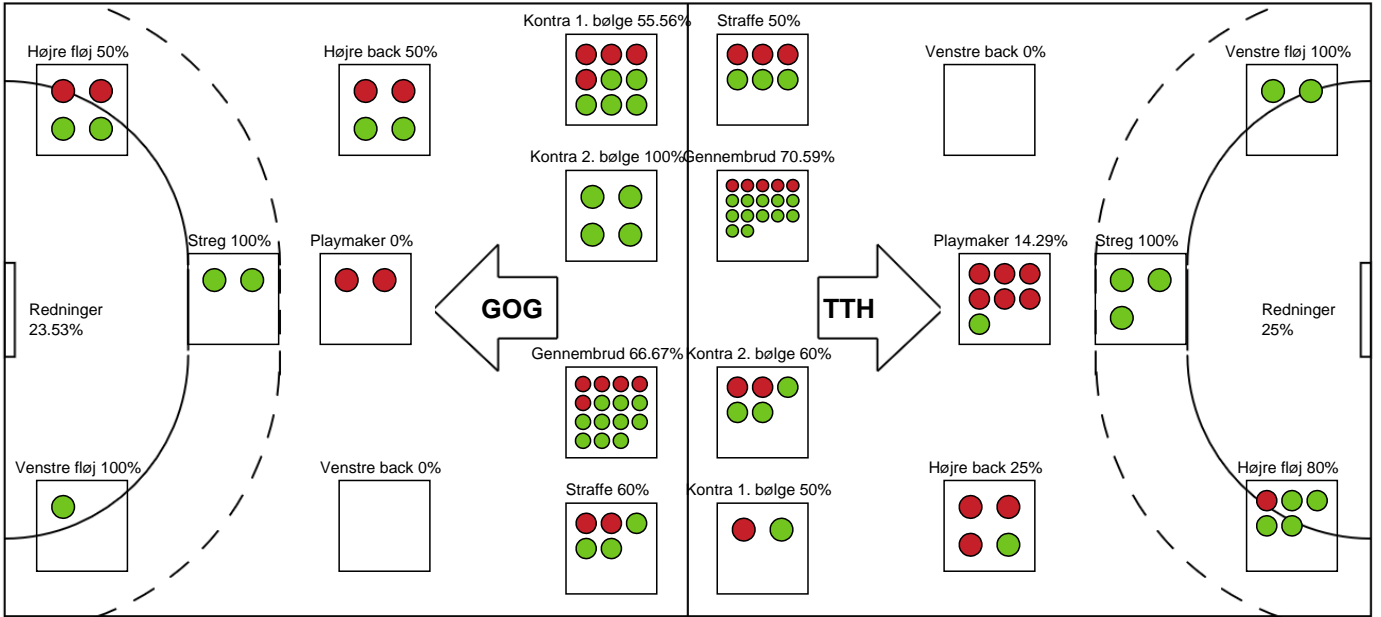 Kontra 1. bølge 55.56%
Straffe 50%
Højre fløj 50%
Højre back 50%
Venstre back 0%
Venstre fløj 100%
Kontra 2. bølge 100%
Gennembrud 70.59%
Streg 100%
Playmaker 0%
Playmaker 14.29%
Streg 100%
Redninger
23.53%
GOG
TTH
Redninger
25%
Gennembrud 66.67%
Kontra 2. bølge 60%
Venstre fløj 100%
Venstre back 0%
Højre back 25%
Højre fløj 80%
Straffe 60%
Kontra 1. bølge 50%